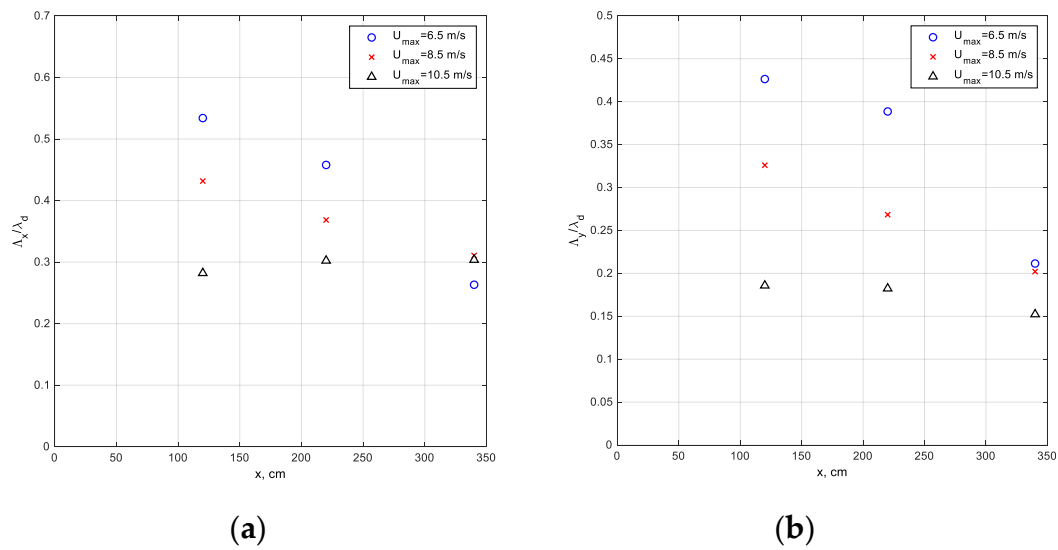 0.7
0.6
0.5
0.4
0.3
0.2
0.1
0
Λx/λd
0 50 100 150 200 250 300 350
x, cm
Umax=6.5 m/s
Umax=8.5 m/s
Umax=10.5 m/s
(a)
0.5
0.45
0.4
0.35
0.3
0.25
0.2
0.15
0.1
0.05
0
Λy/λd
0 50 100 150 200 250 300 350
x, cm
Umax=6.5 m/s
Umax=8.5 m/s
Umax=10.5 m/s
(b)